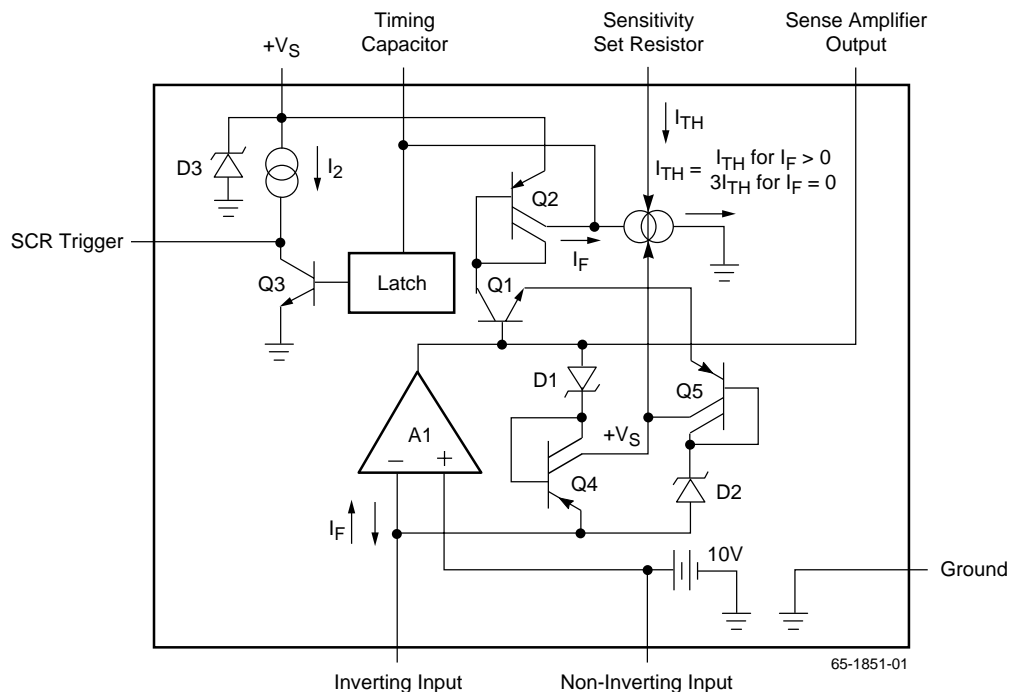 Timing
Capacitor
Sensitivity
Set Resistor
Sense Amplifier
Output
+VS
ITH
ITH = ITH for IF > 0
3ITH for IF = 0
D3
I2
Q2
SCR Trigger
IF
Q3
Latch
Q1
D1
Q5
+VS
A1
− +
Q4
D2
IF
10V
Ground
65-1851-01
Inverting Input
Non-Inverting Input